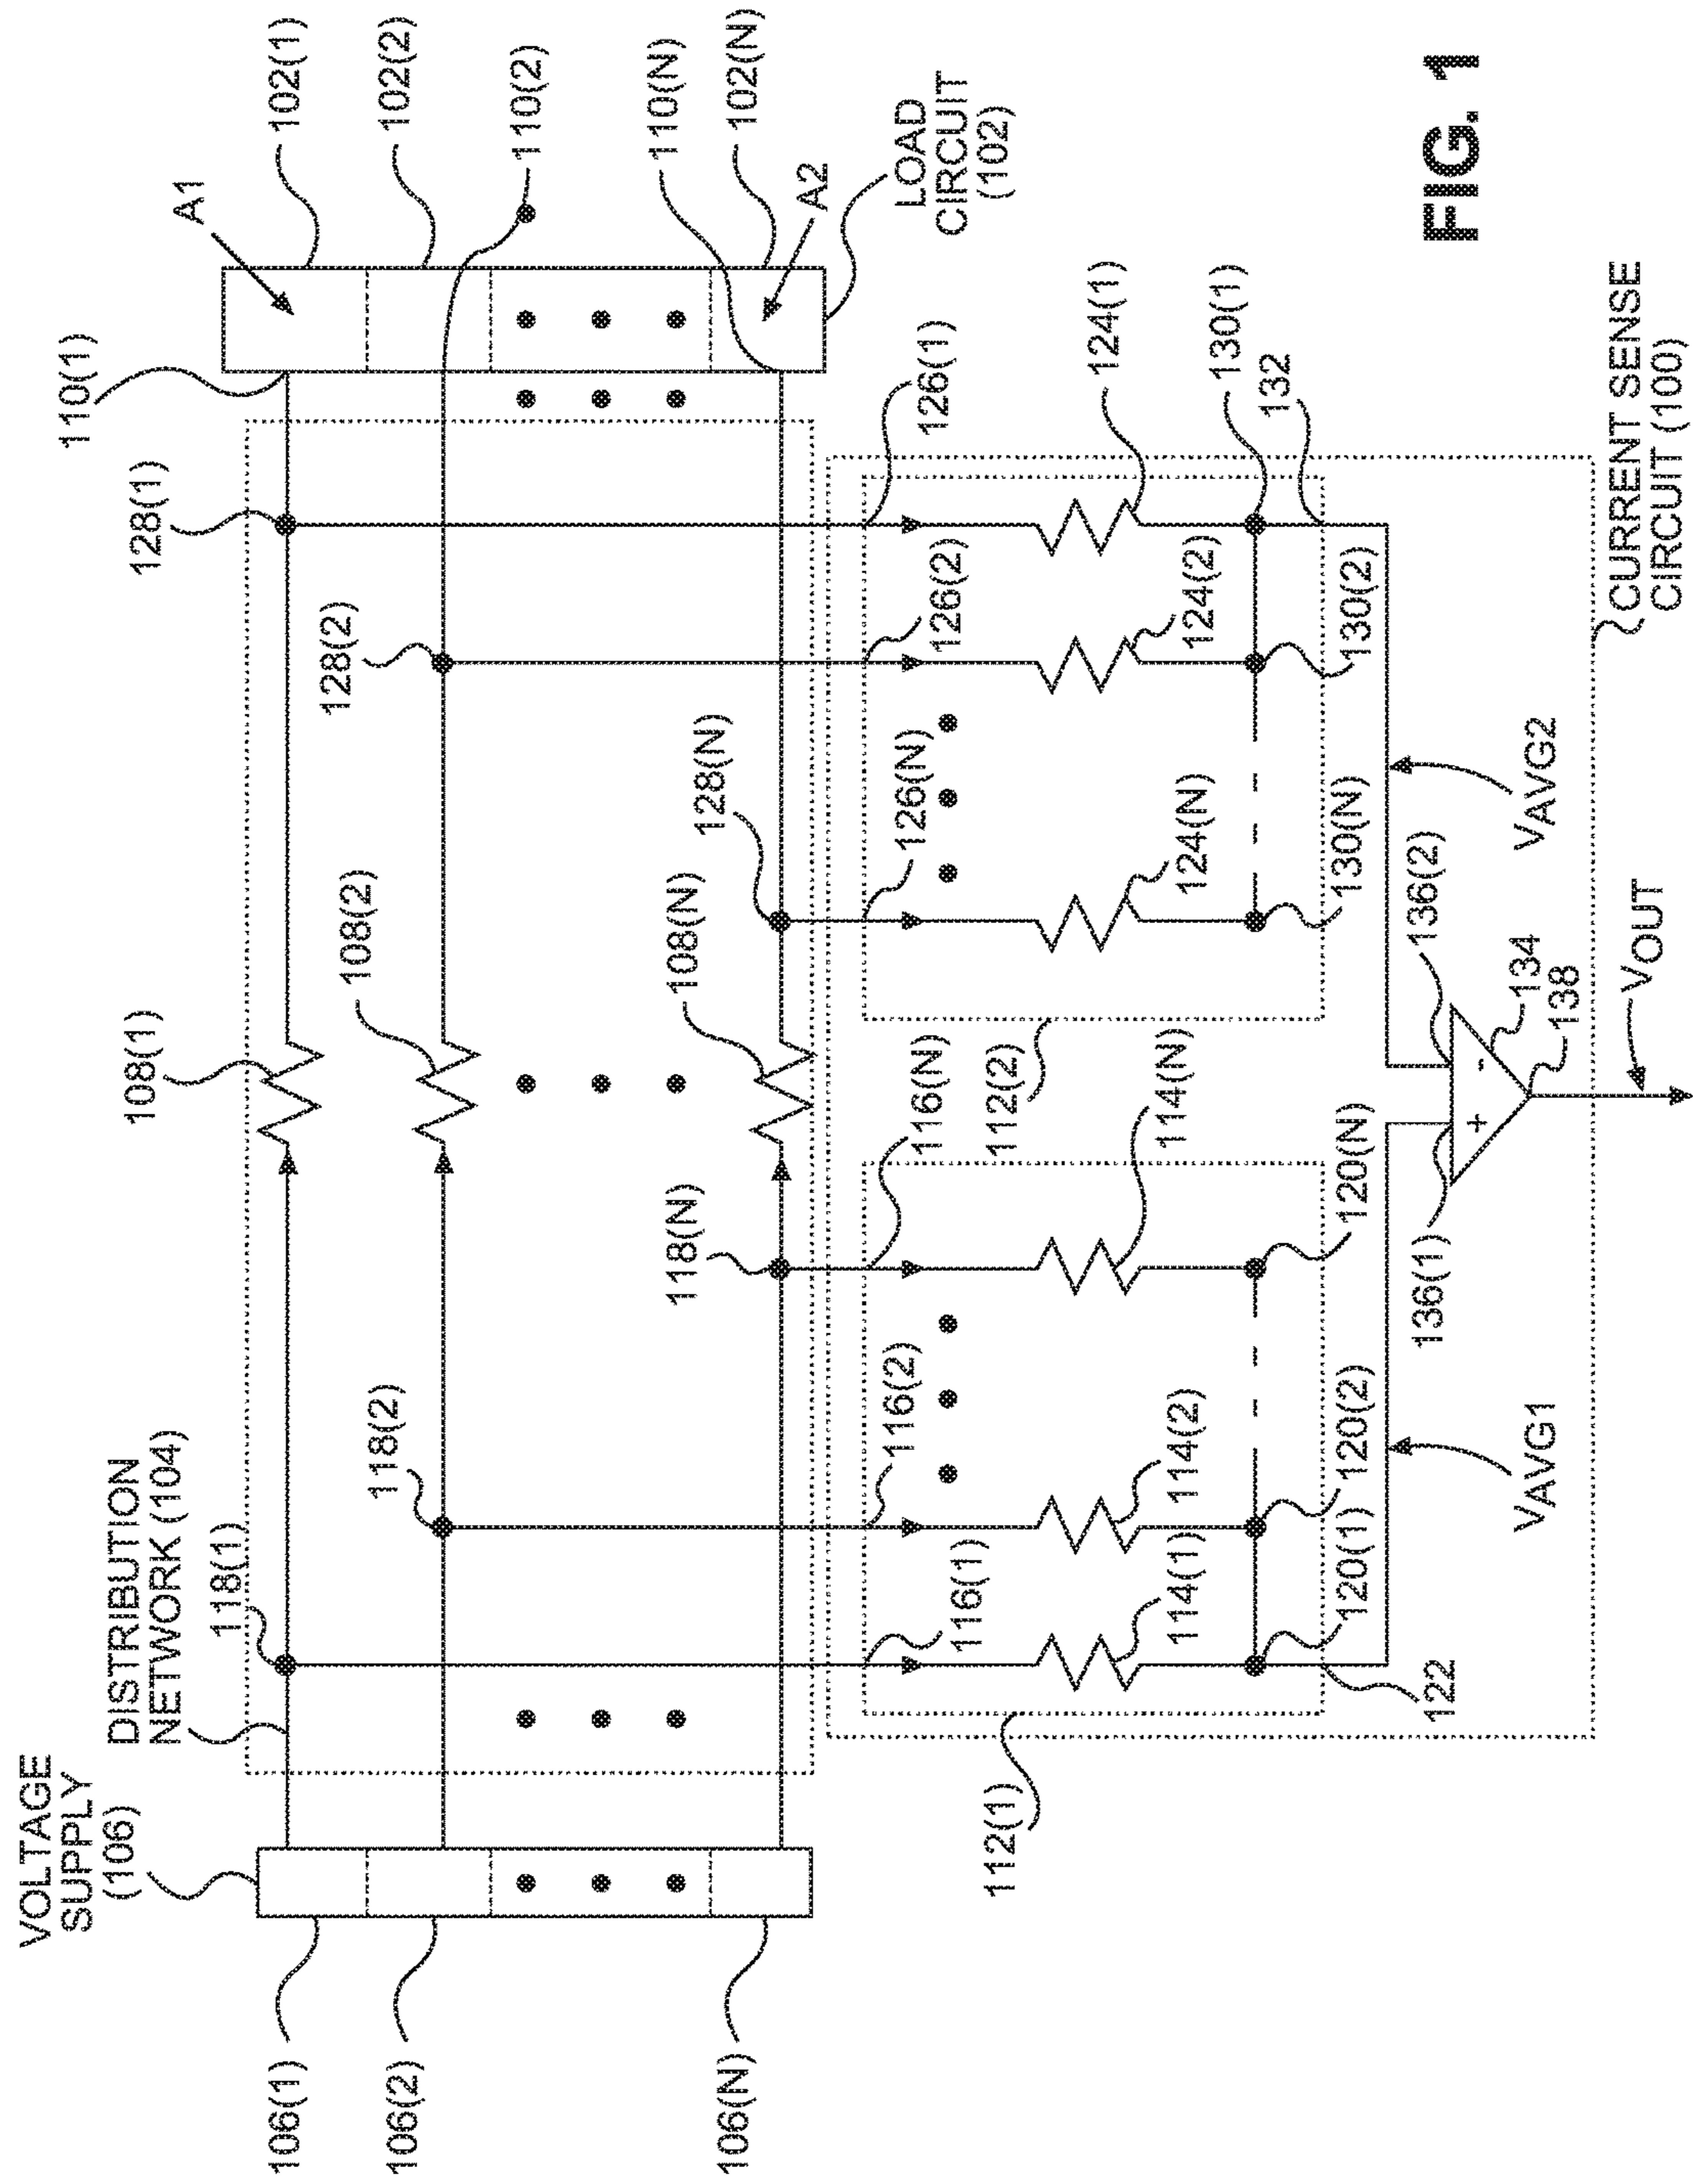 VOLTAGE
SUPPLY
(106)
106(1)
106(2)
106(N)
DISTRIBUTION
NETWORK (104)
118(1)
118(2)
118(N)
108(1)
108(2)
108(N)
128(1)
128(2)
128(N)
110(1)
A1
102(1)
102(2)
110(2)
110(N)
102(N)
A2
LOAD
CIRCUIT
(102)
112(1)
116(1)
116(2)
116(N)
114(1)
114(2)
114(N)
120(1)
120(2)
120(N)
122
112(2)
126(N)
126(2)
126(1)
124(N)
124(2)
124(1)
130(N)
130(2)
130(1)
132
VAVG1
136(1)
+
-
136(2)
134
138
VAVG2
VOUT
CURRENT SENSE
CIRCUIT (100)
FIG. 1